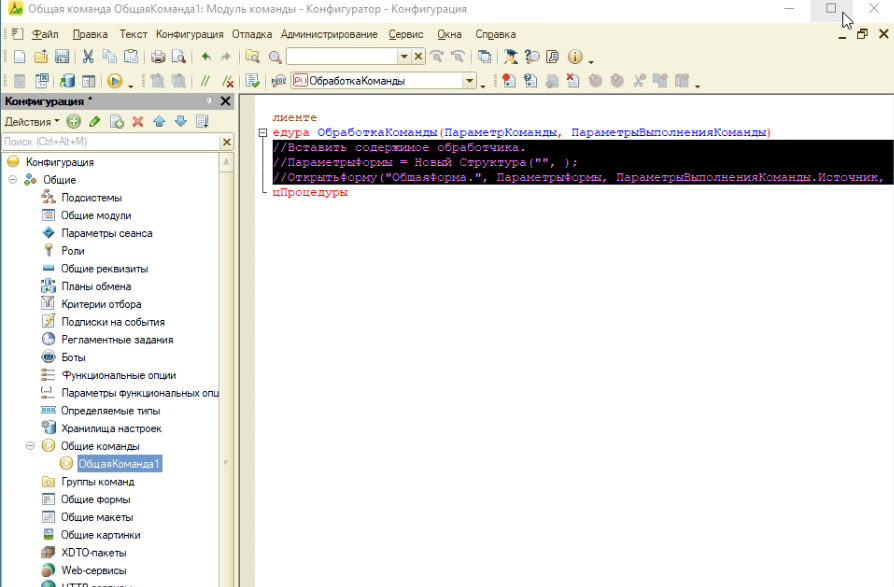 Общая команда ОбщаяКоманда1: Модуль команды - Конфигуратор - Конфигурация
Файл Правка Текст Конфигурация Отладка Администрирование Сервис Окна Справка
ОбработкаКоманды
Конфигурация *
Действия
Поиск (Ctrl+Alt+M)
Конфигурация
Общие
Подсистемы
Общие модули
Параметры сеанса
Роли
Общие реквизиты
Планы обмена
Критерии отбора
Подписки на события
Регламентные задания
Боты
Функциональные опции
Параметры функциональных опц
Определяемые типы
Хранилища настроек
Общие команды
ОбщаяКоманда1
Группы команд
Общие формы
Общие макеты
Общие картинки
XDTO-пакеты
Web-сервисы
HTTP-сервисы
лиенте
едура ОбработкаКоманды(ПараметрКоманды, ПараметрыВыполненияКоманды)
//Вставить содержимое обработчика.
//ПараметрыФормы = Новый Структура("", );
//ОткрытьФорму("ОбщаяФорма.", ПараметрыФормы, ПараметрыВыполненияКоманды.Источник,
цПроцедуры